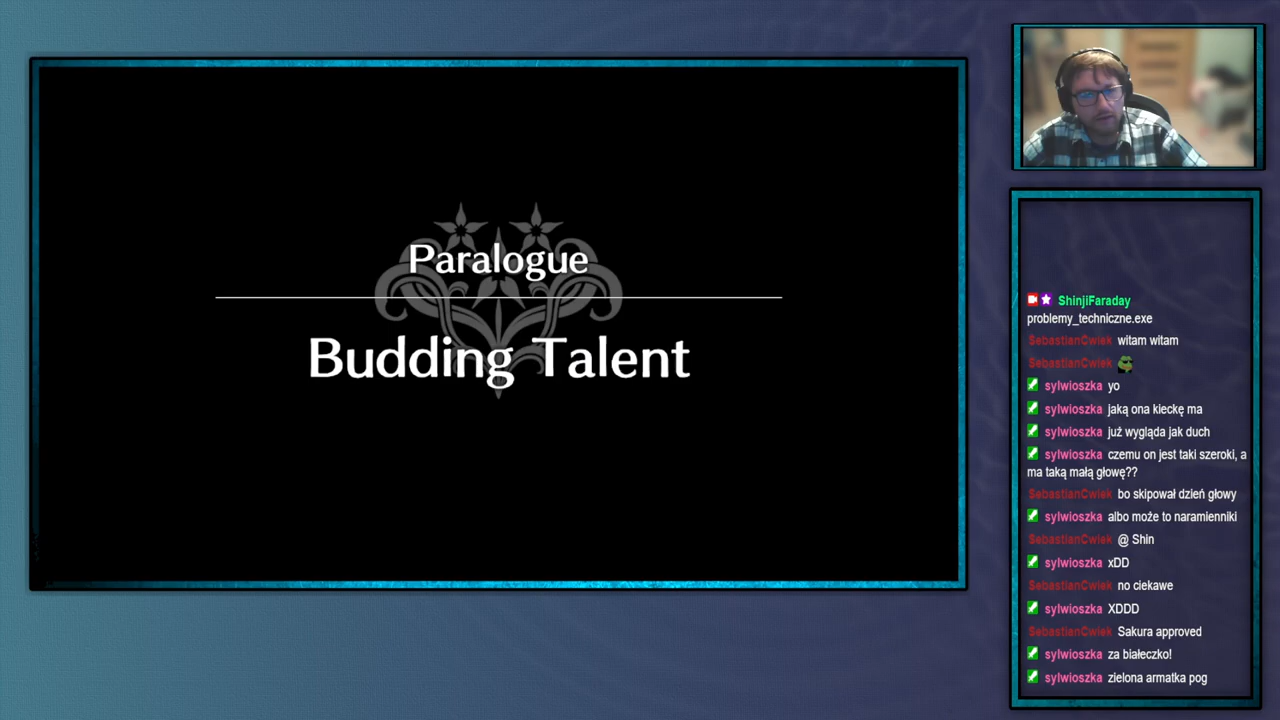 Paralogue
Budding Talent
ShinjiFaraday
problemy_techniczne.exe
SebastianCwiek witam witam
SebastianCwiek
sylwioszka yo
sylwioszka jaką ona kieckę ma
sylwioszka już wygląda jak duch
sylwioszka czemu on jest taki szeroki, a
ma taką małą głowę??
SebastianCwiek bo skipował dzień głowy
sylwioszka albo może to naramienniki
SebastianCwiek @ Shin
sylwioszka xDD
SebastianCwiek no ciekawe
sylwioszka XDDD
SebastianCwiek Sakura approved
sylwioszka za białeczko!
sylwioszka zielona armatka pog